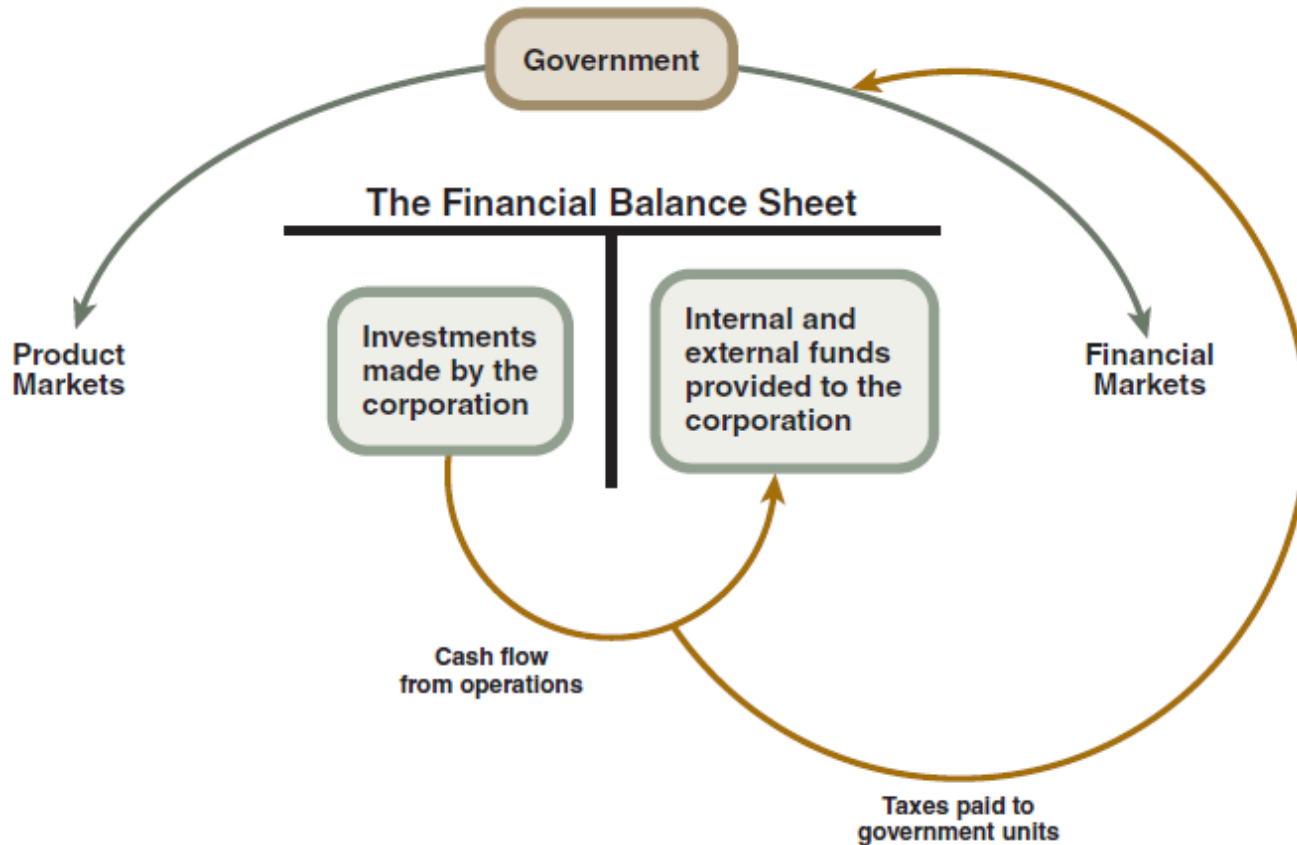 Government
The Financial Balance Sheet
Investments
made by the
corporation
Internal and
external funds
provided to the
corporation
Product
Markets
Financial
Markets
Cash flow
from operations
Taxes paid to
government units